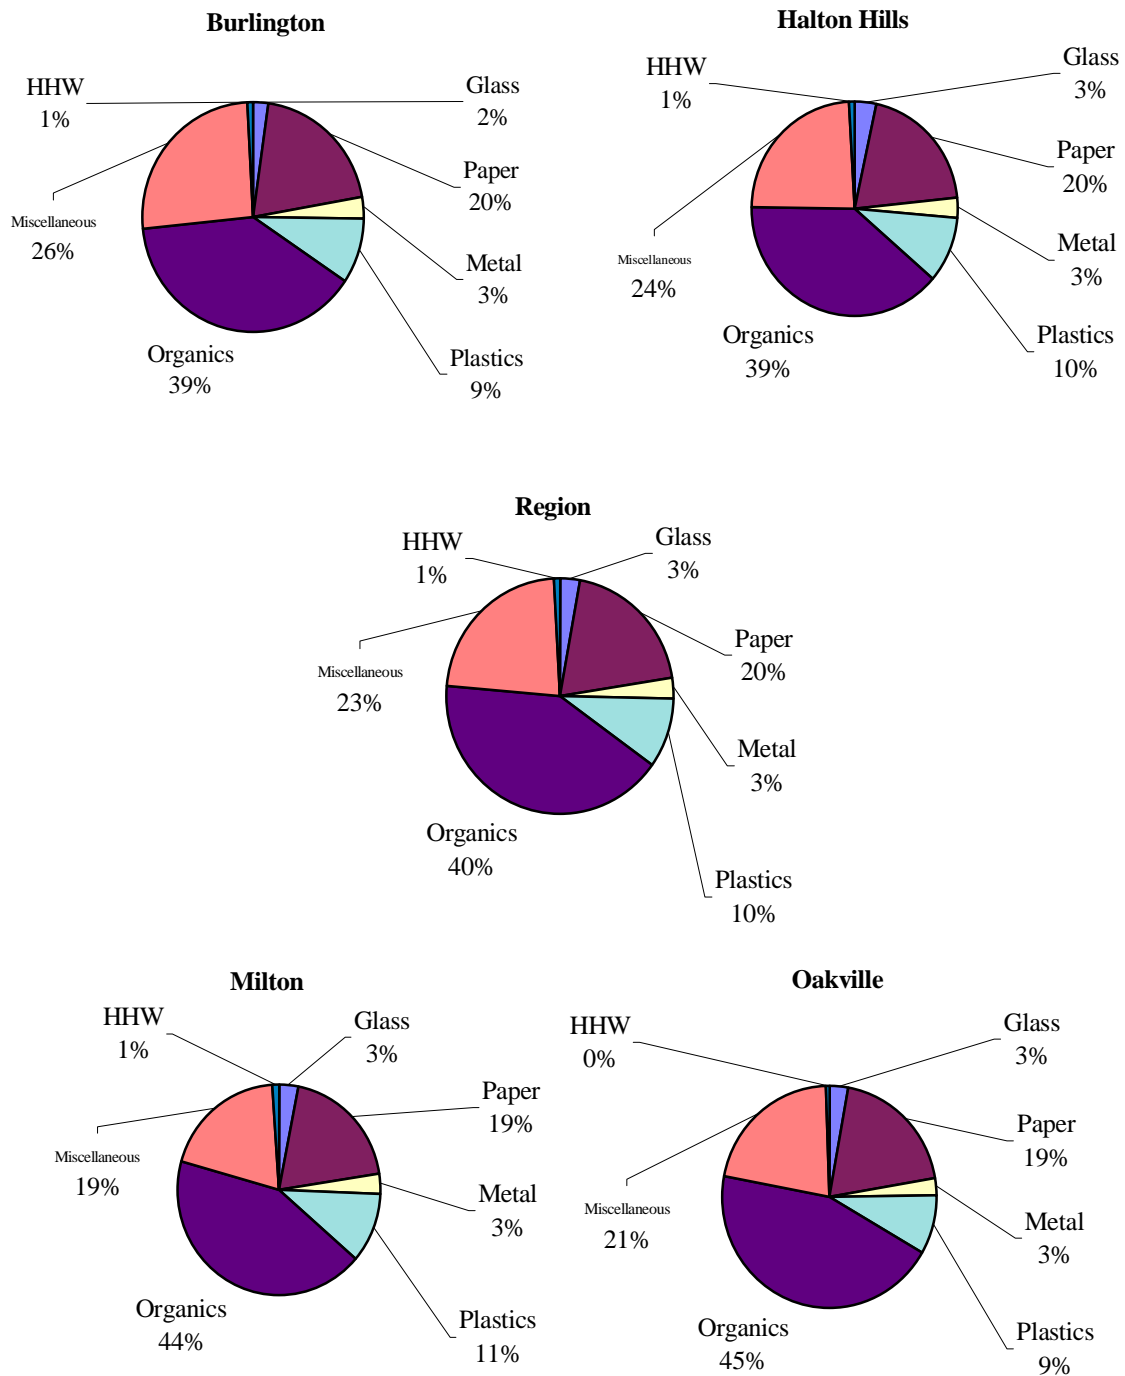 Burlington
HHW
1%
Glass
2%
Paper
20%
Miscellaneous
26%
Metal
3%
Organics
39%
Plastics
9%
Halton Hills
HHW
1%
Glass
3%
Paper
20%
Metal
3%
Miscellaneous
24%
Organics
39%
Plastics
10%
Region
HHW
1%
Glass
3%
Paper
20%
Miscellaneous
23%
Metal
3%
Organics
40%
Plastics
10%
Milton
HHW
1%
Glass
3%
Paper
19%
Miscellaneous
19%
Metal
3%
Organics
44%
Plastics
11%
Oakville
HHW
0%
Glass
3%
Paper
19%
Miscellaneous
21%
Metal
3%
Organics
45%
Plastics
9%